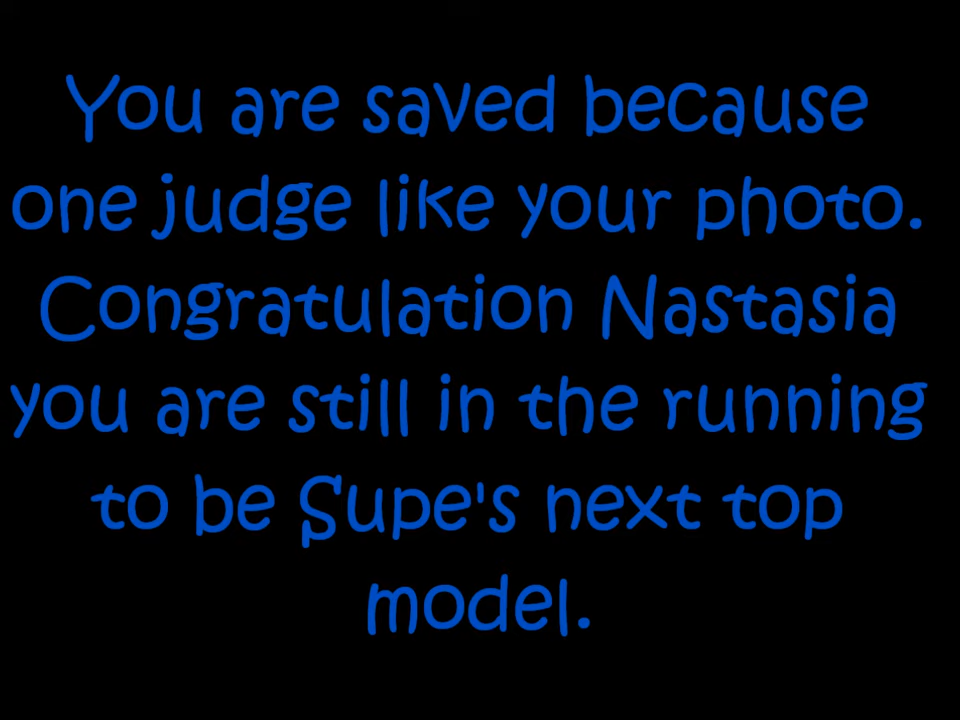 You are saved because
one judge like your photo.
Congratulation Nastasia
you are still in the running
to be Supe's next top
model.